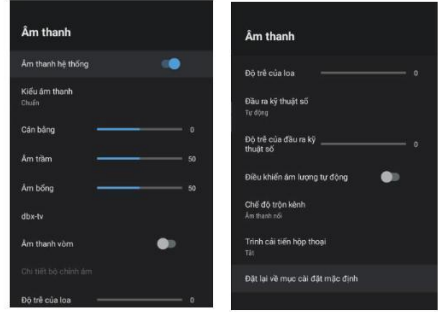 Âm thanh
Âm thanh hệ thống
Kiểu âm thanh
Chuẩn
Cân bằng 0
Âm trầm 50
Âm bổng 50
dbx-tv
Âm thanh vòm
Chi tiết bộ chỉnh âm
Độ trễ của loa 0
Âm thanh
Độ trễ của loa 0
Đầu ra kỹ thuật số
Tự động
Độ trễ của đầu ra kỹ
thuật số 0
Điều khiển âm lượng tự động
Chế độ trộn kênh
Âm thanh nổi
Trình cải tiến hộp thoại
Tắt
Đặt lại về mục cài đặt mặc định